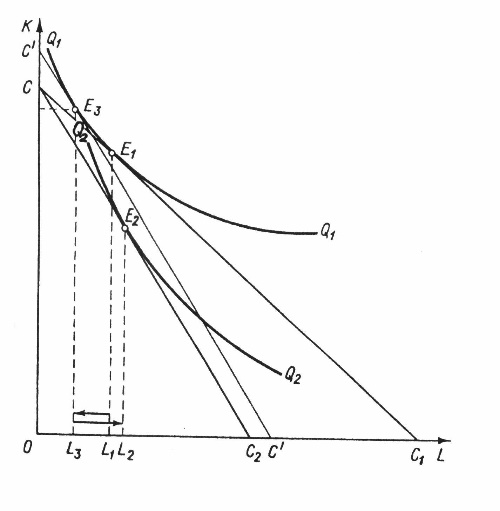 K
Q₁
C'
C
E₃
Q₂
E₁
E₂
Q₁
Q₂
O L₃ L₁ L₂ C₂ C' C₁ L